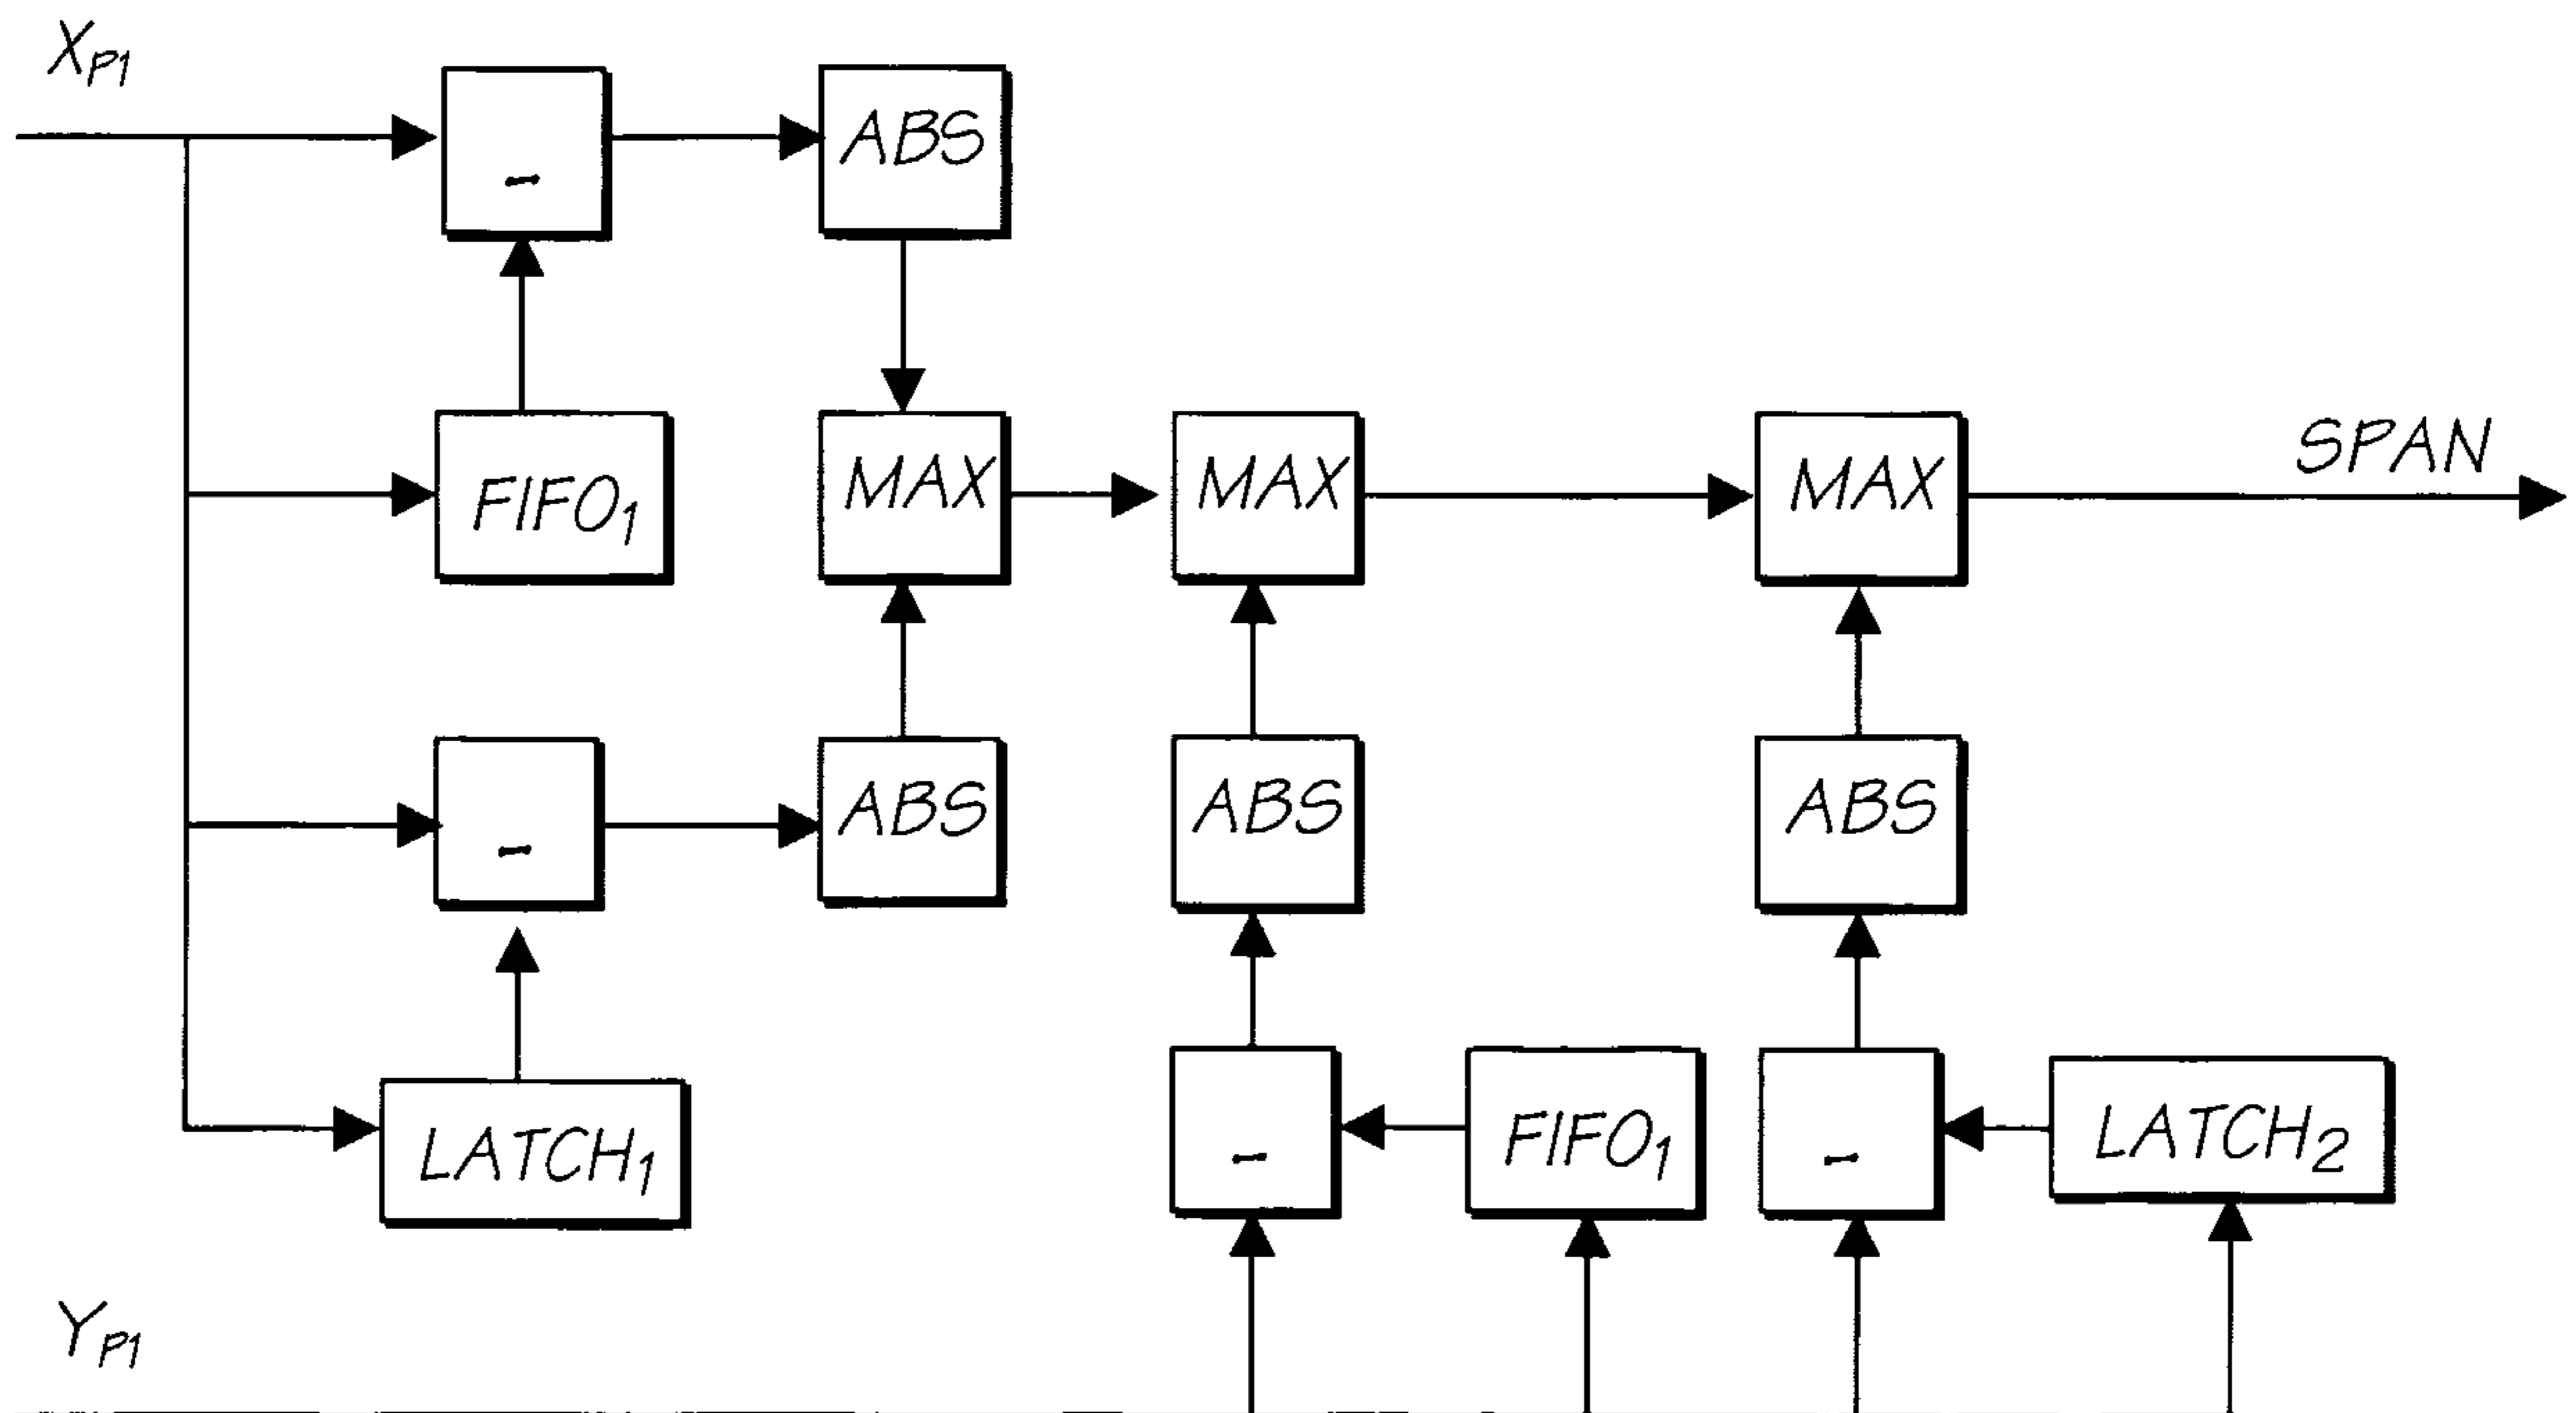 X_P1
-
ABS
FIFO_1
MAX
MAX
MAX
SPAN
-
ABS
ABS
ABS
LATCH_1
-
FIFO_1
-
LATCH_2
Y_P1